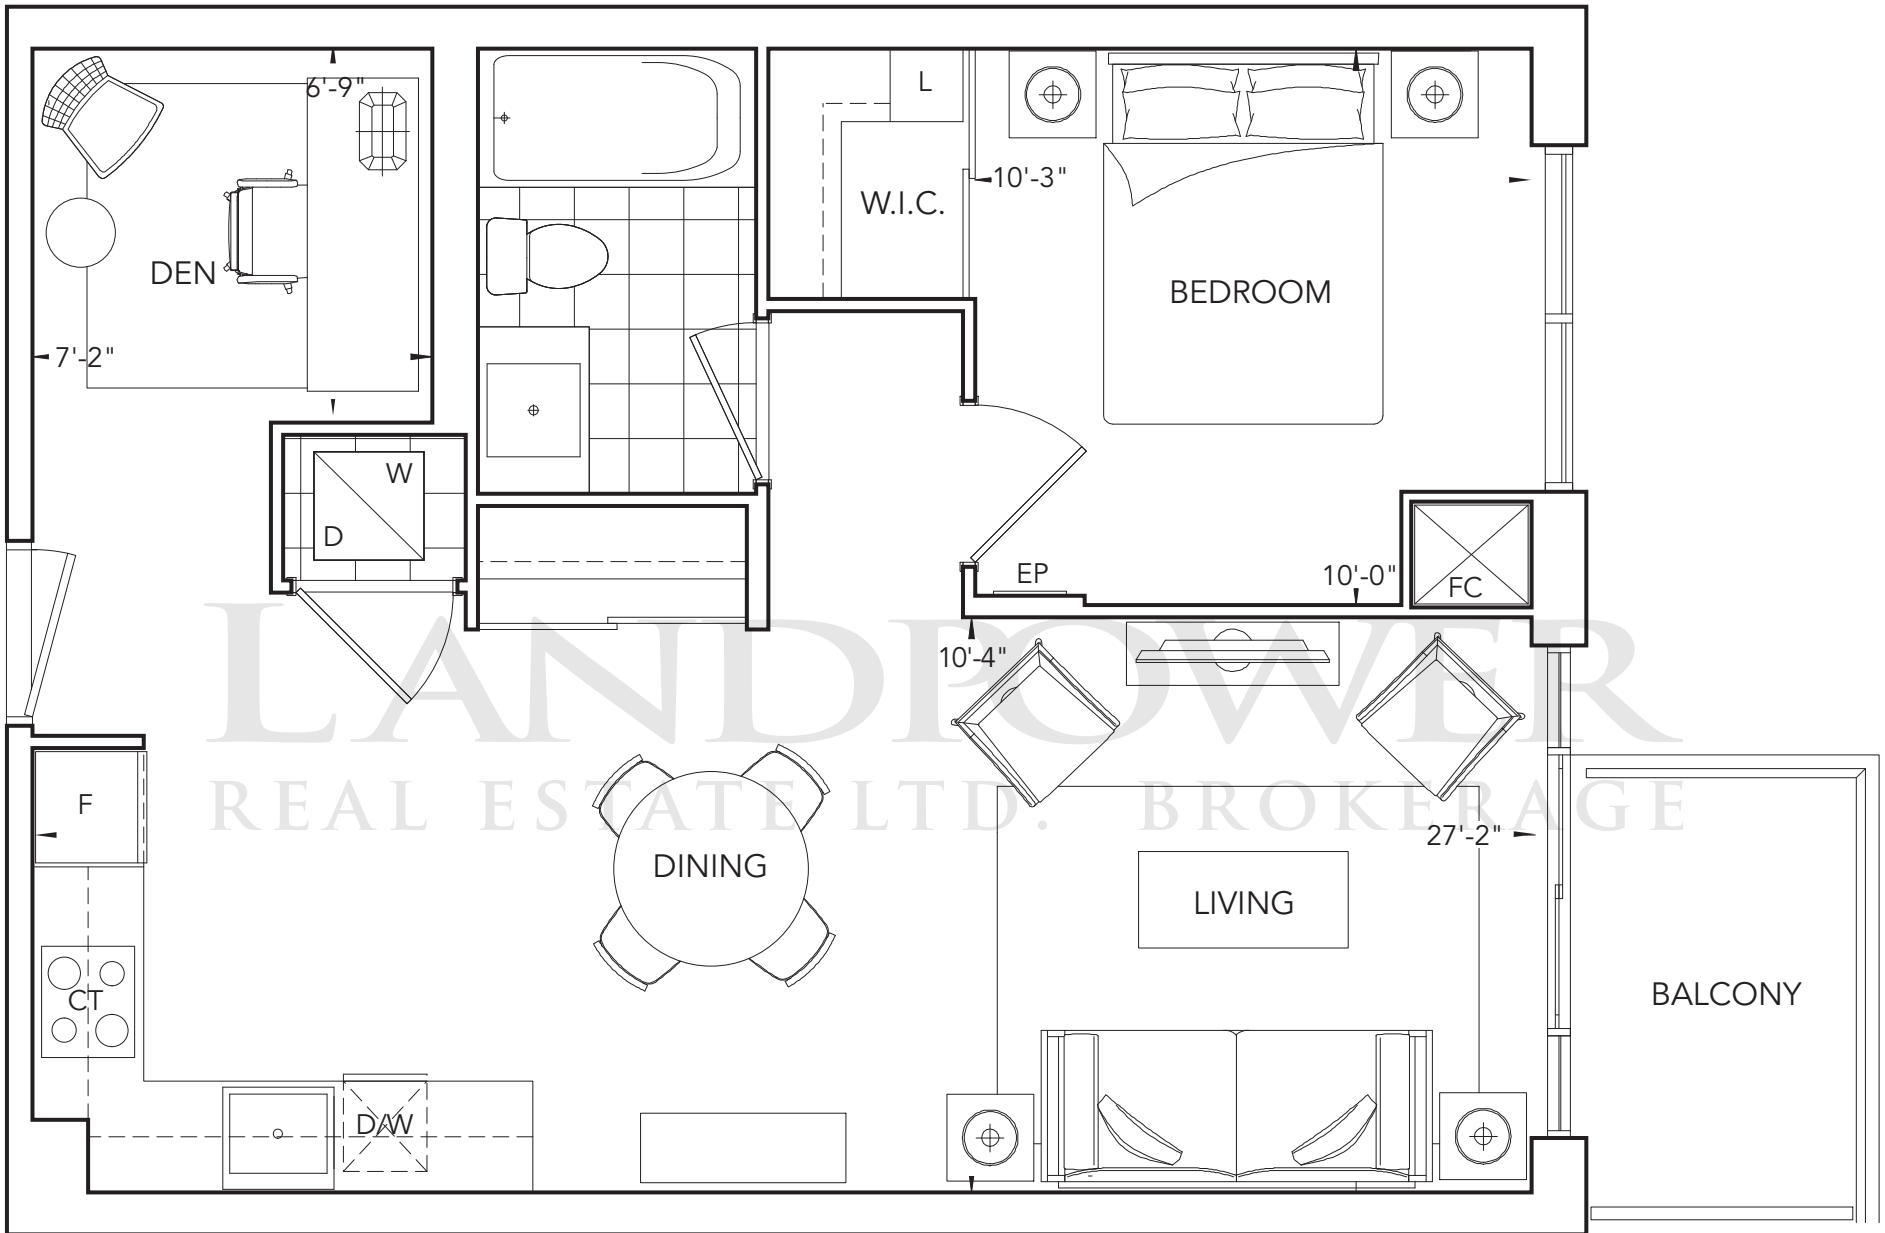 6'-9"
L
W.I.C.
10'-3"
DEN
BEDROOM
7'-2"
W
D
EP
10'-0"
FC
10'-4"
LANDPOWER
REAL ESTATE LTD. BROKERAGE
F
27'-2"
DINING
LIVING
CT
BALCONY
D/W